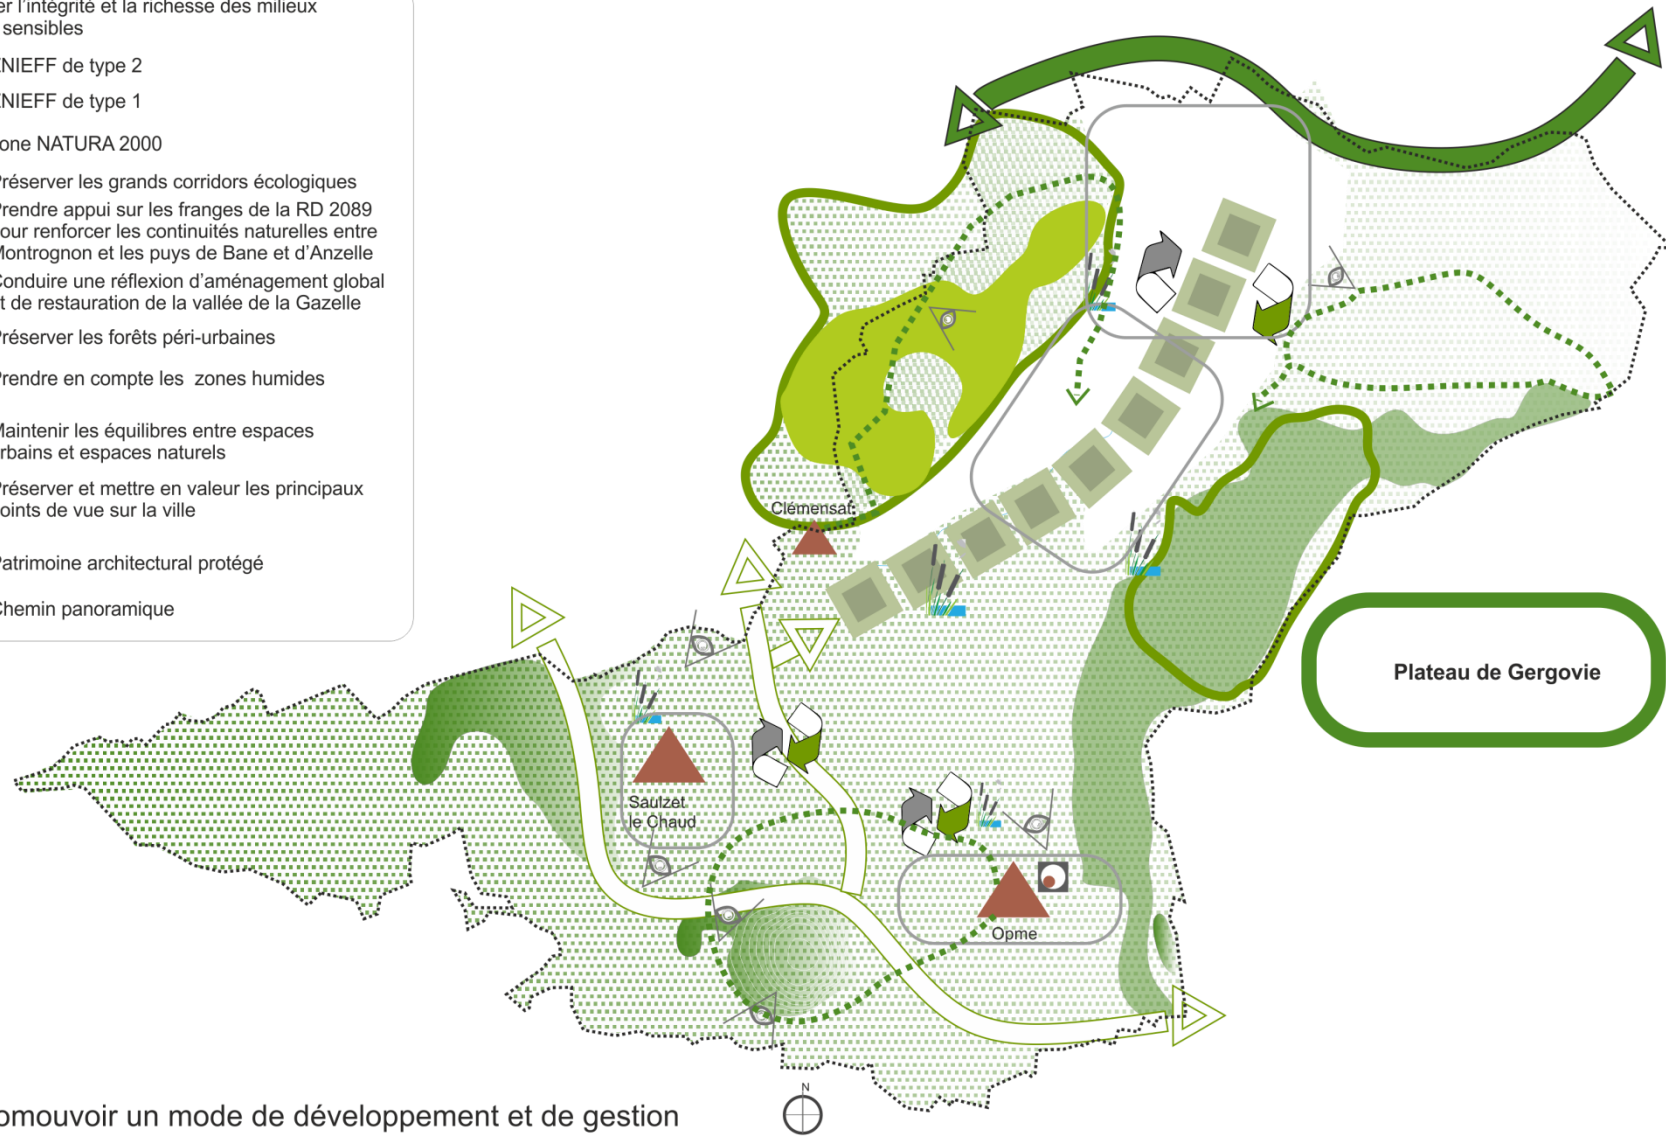 er l'intégrité et la richesse des milieux
sensibles
NIEFF de type 2
NIEFF de type 1
one NATURA 2000
réserver les grands corridors écologiques
rendre appui sur les franges de la RD 2089
our renforcer les continuités naturelles entre
Montrognon et les puys de Bane et d'Anzelle
Conduire une réflexion d'aménagement global
t de restauration de la vallée de la Gazelle
réserver les forêts péri-urbaines
rendre en compte les zones humides
Maintenir les équilibres entre espaces
rbains et espaces naturels
réserver et mettre en valeur les principaux
oints de vue sur la ville
atrimoine architectural protégé
Chemin panoramique
Clémensat
Plateau de Gergovie
Saulzet
le Chaud
Opme
N
omouvoir un mode de développement et de gestion